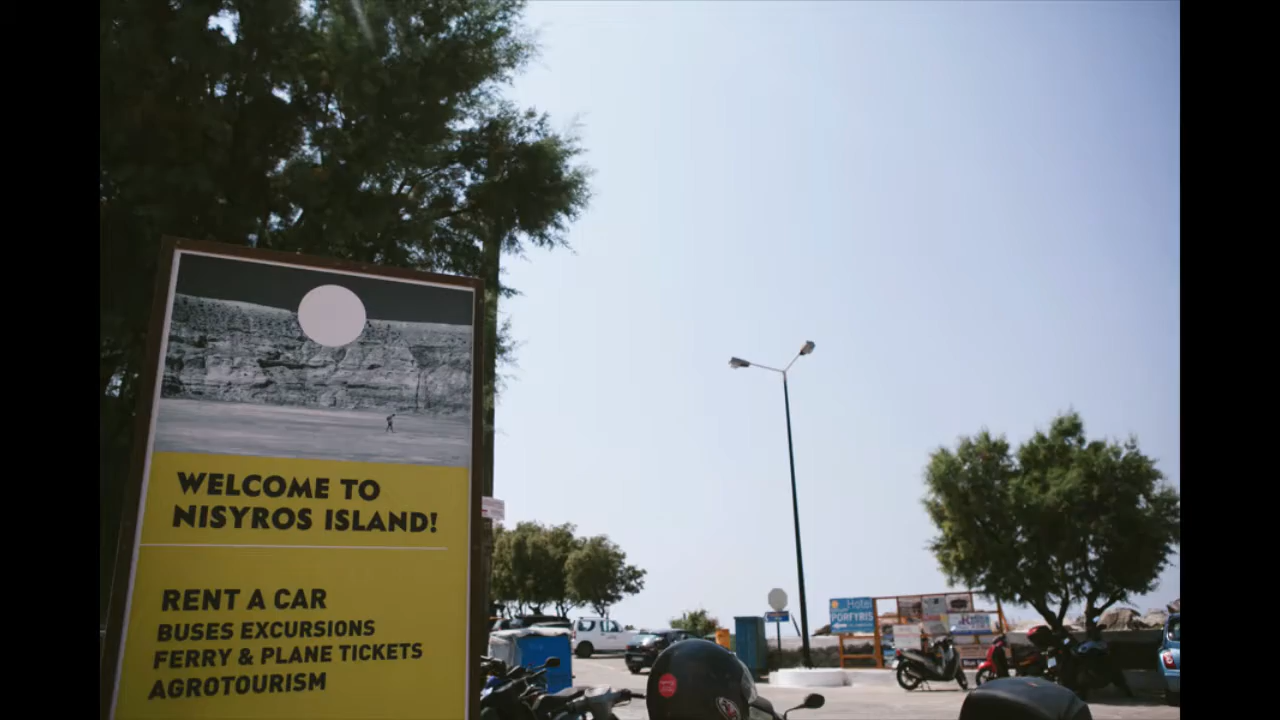 WELCOME TO
NISYROS ISLAND!
RENT A CAR
BUSES EXCURSIONS
FERRY & PLANE TICKETS
AGROTOURISM
Hotel
PORFYRIS